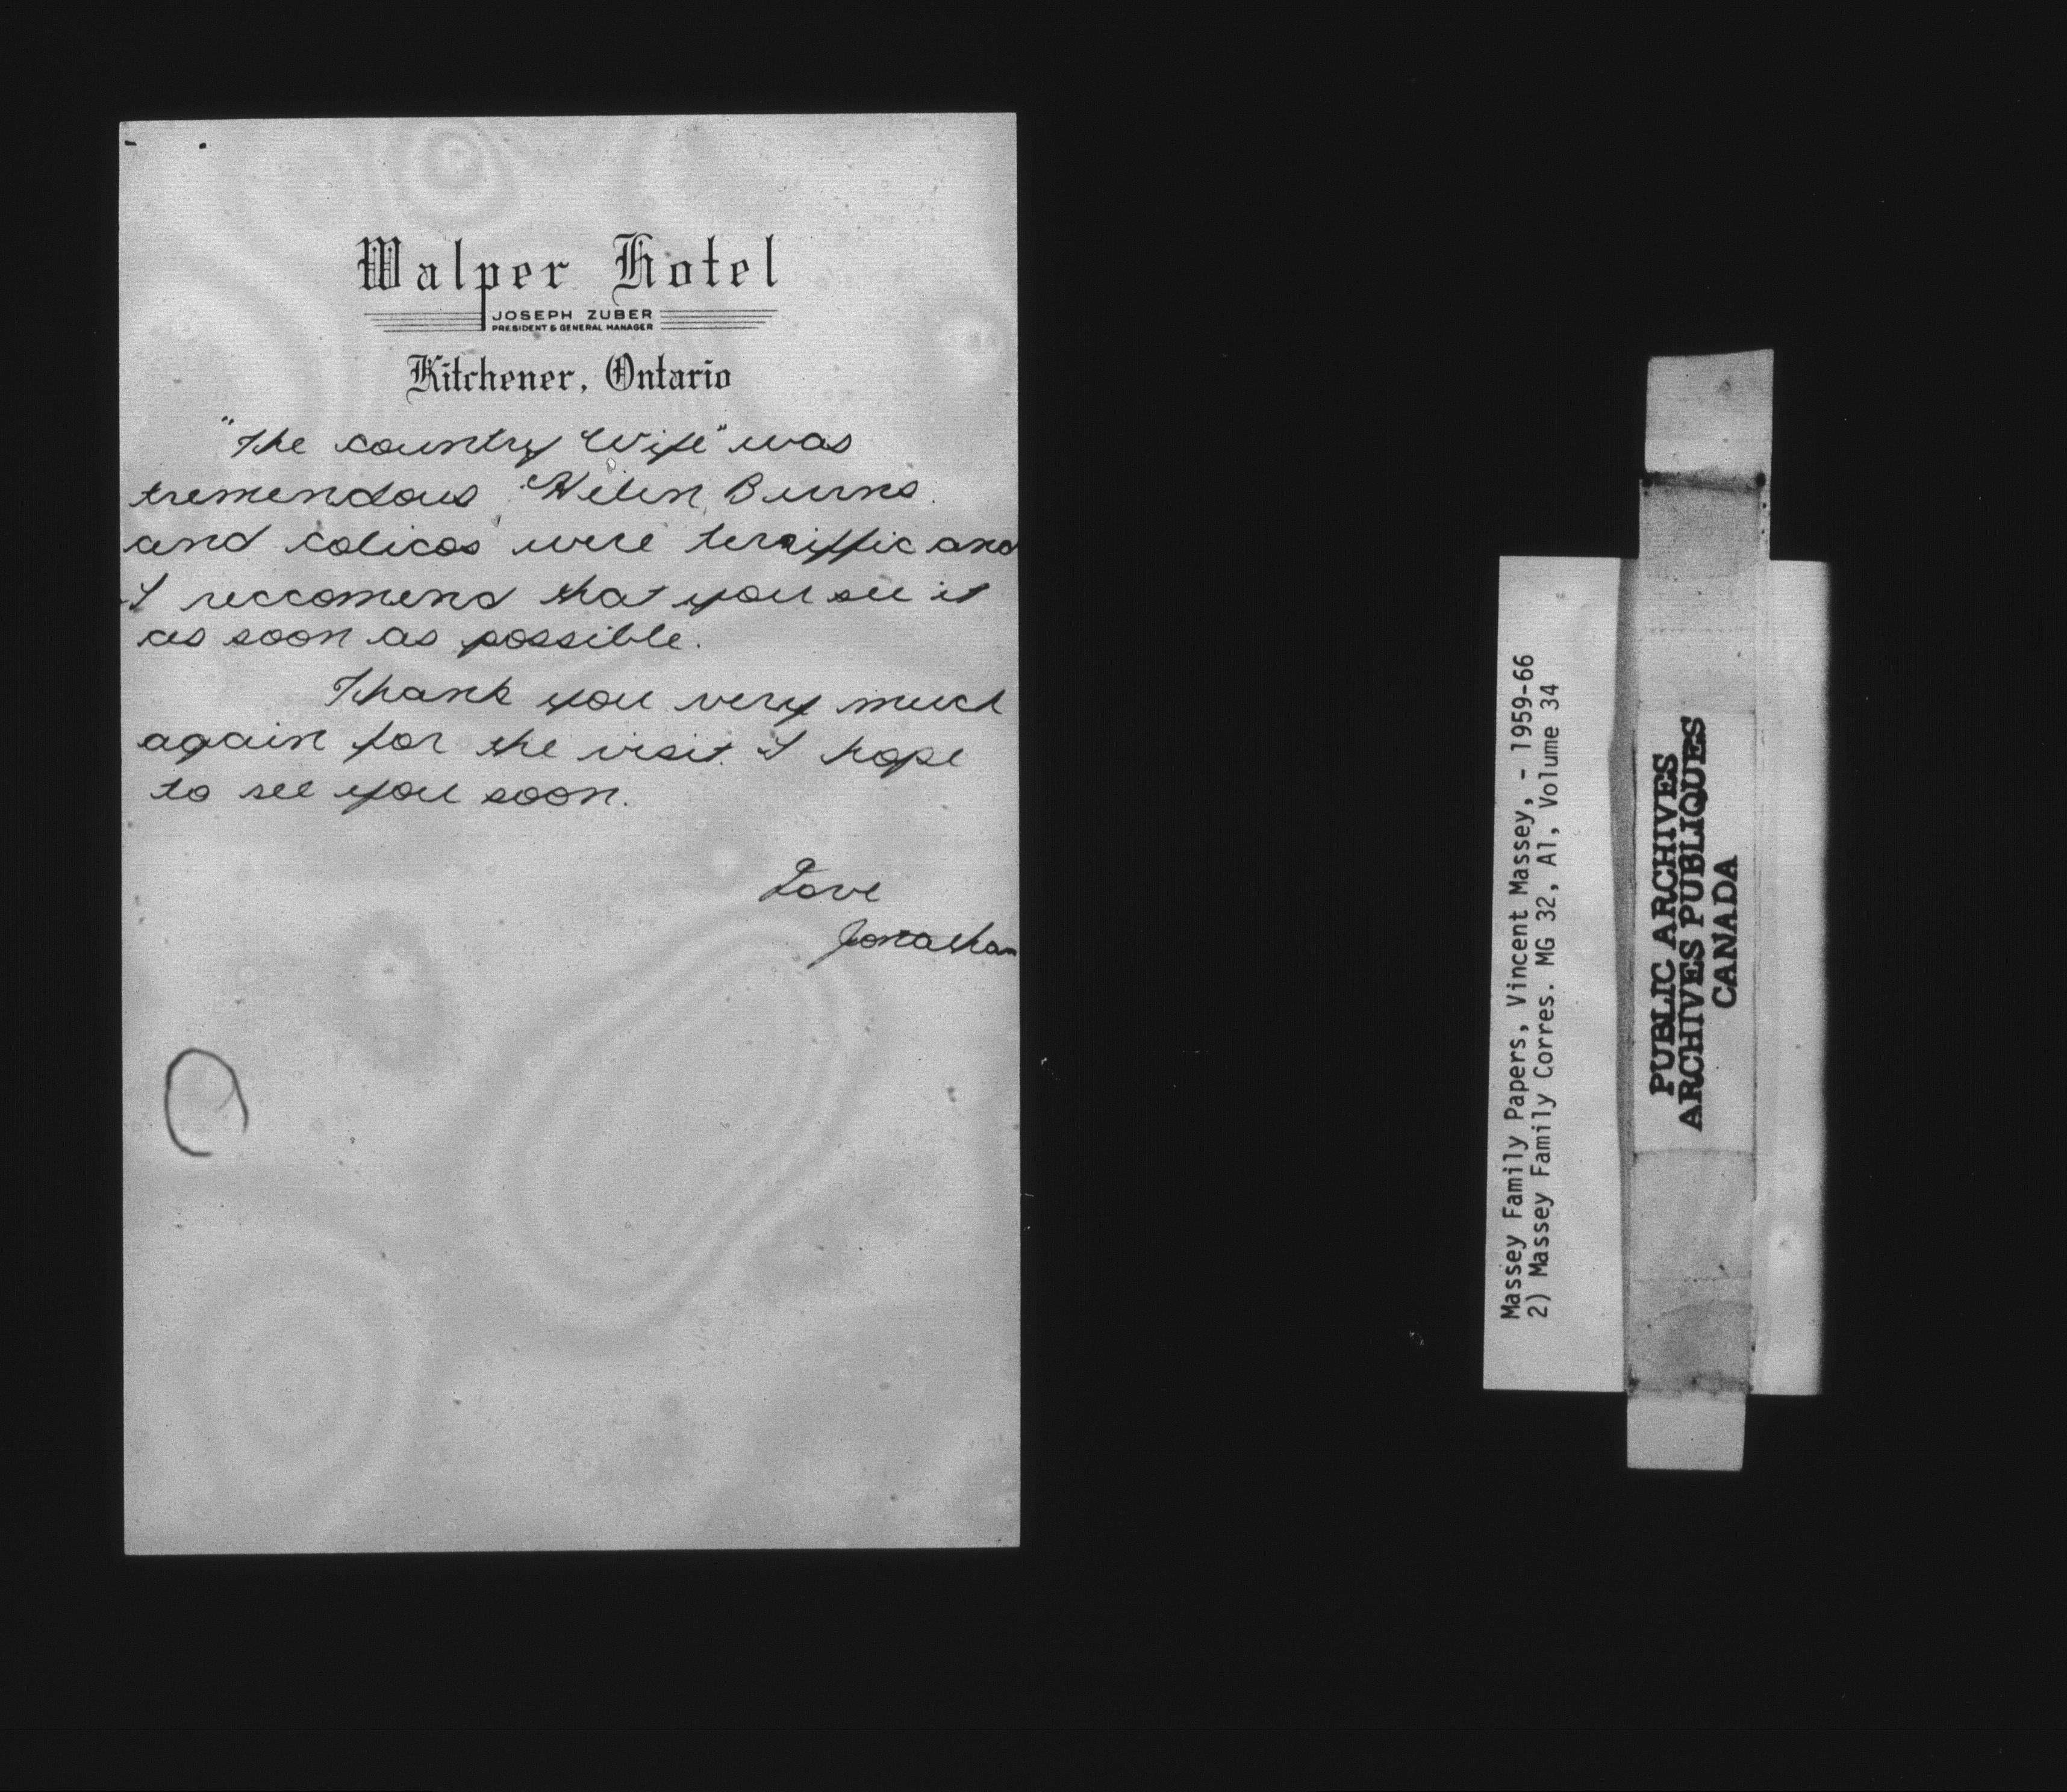 Walper Hotel
JOSEPH ZUBER
PRESIDENT & GENERAL MANAGER
Kitchener, Ontario
"The country Wife" was
tremendous. Helen Burns
and colicos were terriffic and
I reccomend that you see it
as soon as possible.
Thank you very much
again for the visit. I hope
to see you soon.
Love
Jonathan
Massey Family Papers, Vincent Massey, - 1959-66
2) Massey Family Corres. MG 32, A1, Volume 34
PUBLIC ARCHIVES
ARCHIVES PUBLIQUES
CANADA